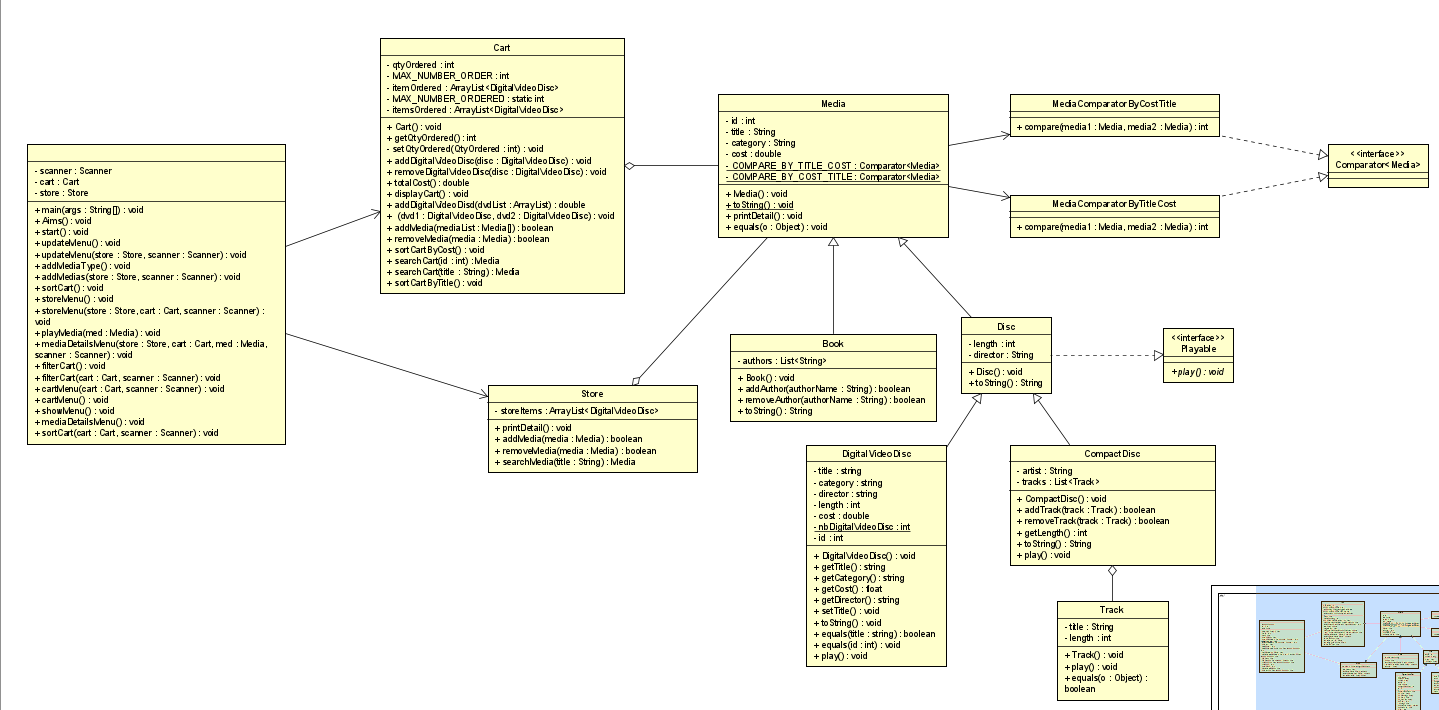 - scanner : Scanner
- cart : Cart
- store : Store
+ main(args : String[]) : void
+ Aims() : void
+ start() : void
+ updateMenu() : void
+ updateMenu(store : Store, scanner : Scanner) : void
+ addMediaType() : void
+ addMedias(store : Store, scanner : Scanner) : void
+ sortCart() : void
+ storeMenu() : void
+ storeMenu(store : Store, cart : Cart, scanner : Scanner) :
void
+ playMedia(med : Media) : void
+ mediaDetailsMenu(store : Store, cart : Cart, med : Media,
scanner : Scanner) : void
+ filterCart() : void
+ filterCart(cart : Cart, scanner : Scanner) : void
+ cartMenu(cart : Cart, scanner : Scanner) : void
+ cartMenu() : void
+ showMenu() : void
+ mediaDetailsMenu() : void
+ sortCart(cart : Cart, scanner : Scanner) : void
Cart
- qtyOrdered : int
- MAX_NUMBER_ORDER : int
- itemOrdered : ArrayList<DigitalVideoDisc>
- MAX_NUMBER_ORDERED : static int
- itemsOrdered : ArrayList<DigitalVideoDisc>
+ Cart() : void
+ getQtyOrdered() : int
- setQtyOrdered(QtyOrdered : int) : void
+ addDigitalVideoDisc(disc : DigitalVideoDisc) : void
+ removeDigitalVideoDisc(disc : DigitalVideoDisc) : void
+ totalCost() : double
+ displayCart() : void
+ addDigitalVideoDisd(dvdList : ArrayList) : double
+ (dvd1 : DigitalVideoDisc, dvd2 : DigitalVideoDisc) : void
+ addMedia(mediaList : Media[]) : boolean
+ removeMedia(media : Media) : boolean
+ sortCartByCost() : void
+ searchCart(id : int) : Media
+ searchCart(title : String) : Media
+ sortCartByTitle() : void
Store
- storeItems : ArrayList<DigitalVideoDisc>
+ printDetail() : void
+ addMedia(media : Media) : boolean
+ removeMedia(media : Media) : boolean
+ searchMedia(title : String) : Media
Media
- id : int
- title : String
- category : String
- cost : double
- COMPARE_BY_TITLE_COST : Comparator<Media>
- COMPARE_BY_COST_TITLE : Comparator<Media>
+ Media() : void
+ toString() : void
+ printDetail() : void
+ equals(o : Object) : void
MediaComparatorByCostTitle
+ compare(media1 : Media, media2 : Media) : int
MediaComparatorByTitleCost
+ compare(media1 : Media, media2 : Media) : int
<<interface>>
Comparator<Media>
Book
- authors : List<String>
+ Book() : void
+ addAuthor(authorName : String) : boolean
+ removeAuthor(authorName : String) : boolean
+ toString() : String
Disc
- length : int
- director : String
+ Disc() : void
+ toString() : String
<<interface>>
Playable
+ play() : void
DigitalVideoDisc
- title : string
- category : string
- director : string
- length : int
- cost : double
- nbDigitalVideoDisc : int
- id : int
+ DigitalVideoDisc() : void
+ getTitle() : string
+ getCategory() : string
+ getCost() : float
+ getDirector() : string
+ setTitle() : void
+ toString() : void
+ equals(title : string) : boolean
+ equals(id : int) : void
+ play() : void
CompactDisc
- artist : String
- tracks : List<Track>
+ CompactDisc() : void
+ addTrack(track : Track) : boolean
+ removeTrack(track : Track) : boolean
+ getLength() : int
+ toString() : String
+ play() : void
Track
- title : String
- length : int
+ Track() : void
+ play() : void
+ equals(o : Object) :
boolean